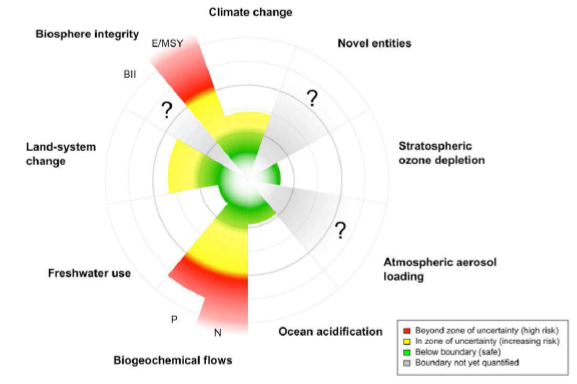 Climate change
Biosphere integrity
E/MSY
Novel entities
BII
?
?
Land-system
change
Stratospheric
ozone depletion
?
Atmospheric aerosol
loading
Freshwater use
P
N
Ocean acidification
Biogeochemical flows
Beyond zone of uncertainty (high risk)
In zone of uncertainty (increasing risk)
Below boundary (safe)
Boundary not yet quantified